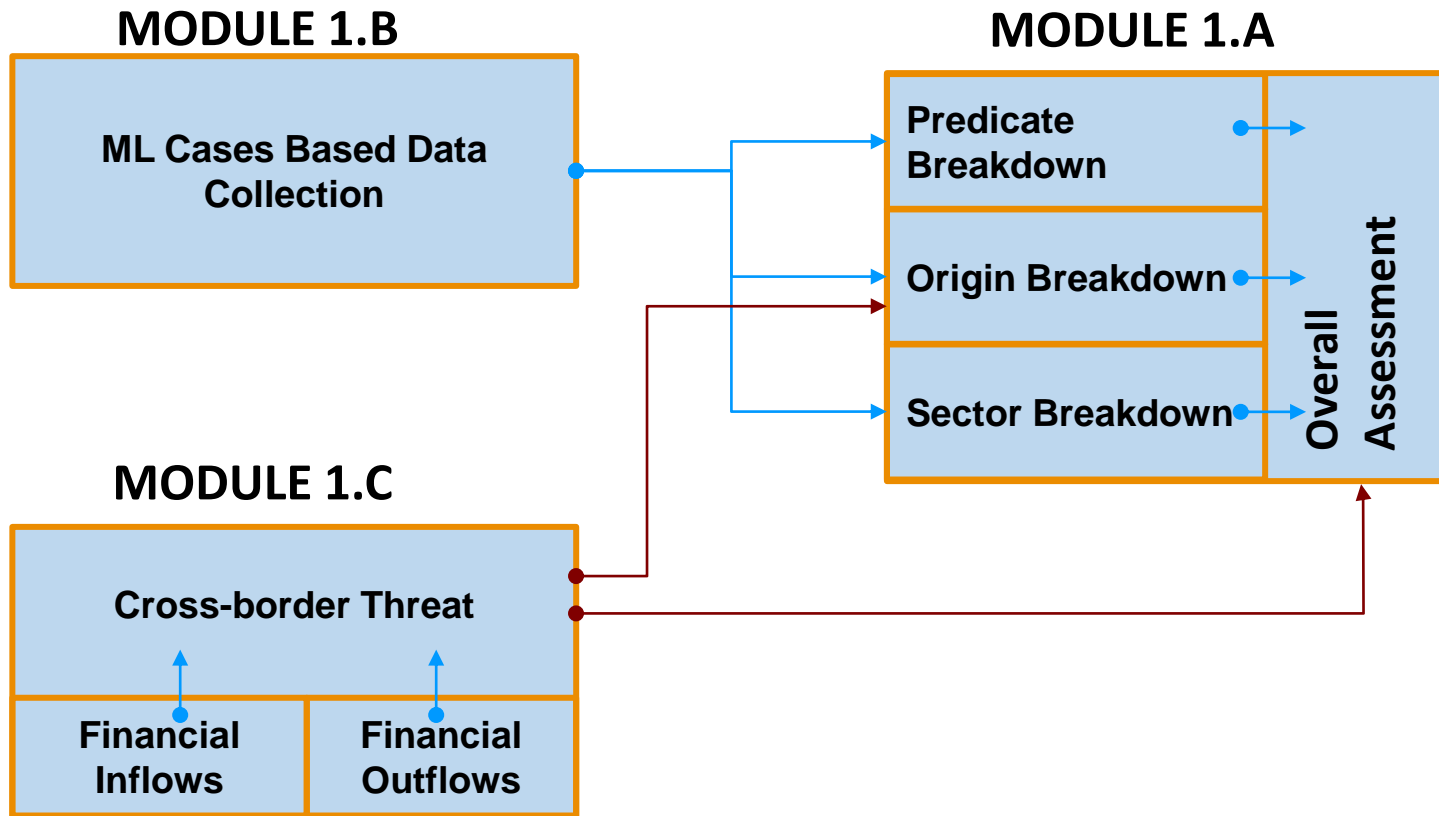 MODULE 1.B
ML Cases Based Data
Collection
MODULE 1.A
Predicate
Breakdown
Origin Breakdown
Sector Breakdown
Overall
Assessment
MODULE 1.C
Cross-border Threat
Financial
Inflows
Financial
Outflows